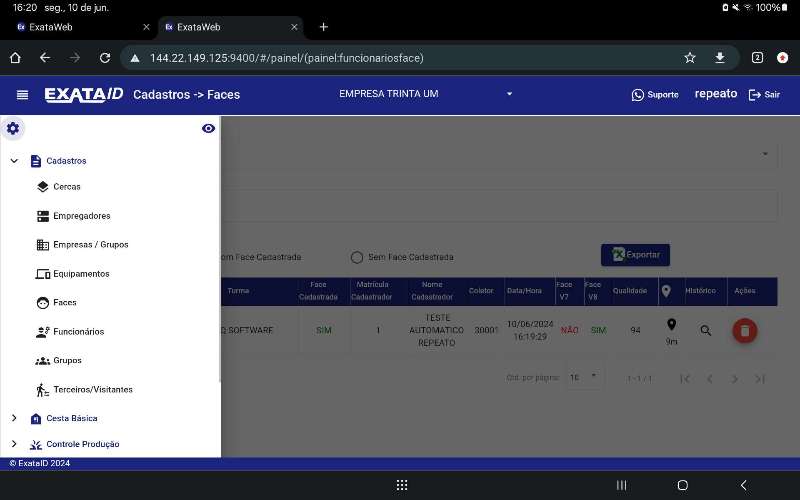 16:20 seg., 10 de jun. 100%
Ex ExataWeb
Ex ExataWeb
144.22.149.125:9400/#/painel/(painel:funcionariosface)
2
EXATAID Cadastros -> Faces EMPRESA TRINTA UM Suporte repeato Sair
Cadastros
Cercas
Empregadores
Empresas / Grupos
Equipamentos
Faces
Funcionários
Grupos
Terceiros/Visitantes
Cesta Básica
Controle Produção
om Face Cadastrada Sem Face Cadastrada Exportar
Turma Face Cadastrada Matrícula Cadastrador Nome Cadastrador Coletor Data/Hora Face V7 Face V8 Qualidade Histórico Ações
Q SOFTWARE SIM 1 TESTE AUTOMATICO REPEATO 30001 10/06/2024 16:19:29 NÃO SIM 94 9m
Qtd. por página: 10 1 – 1 / 1
© ExataID 2024